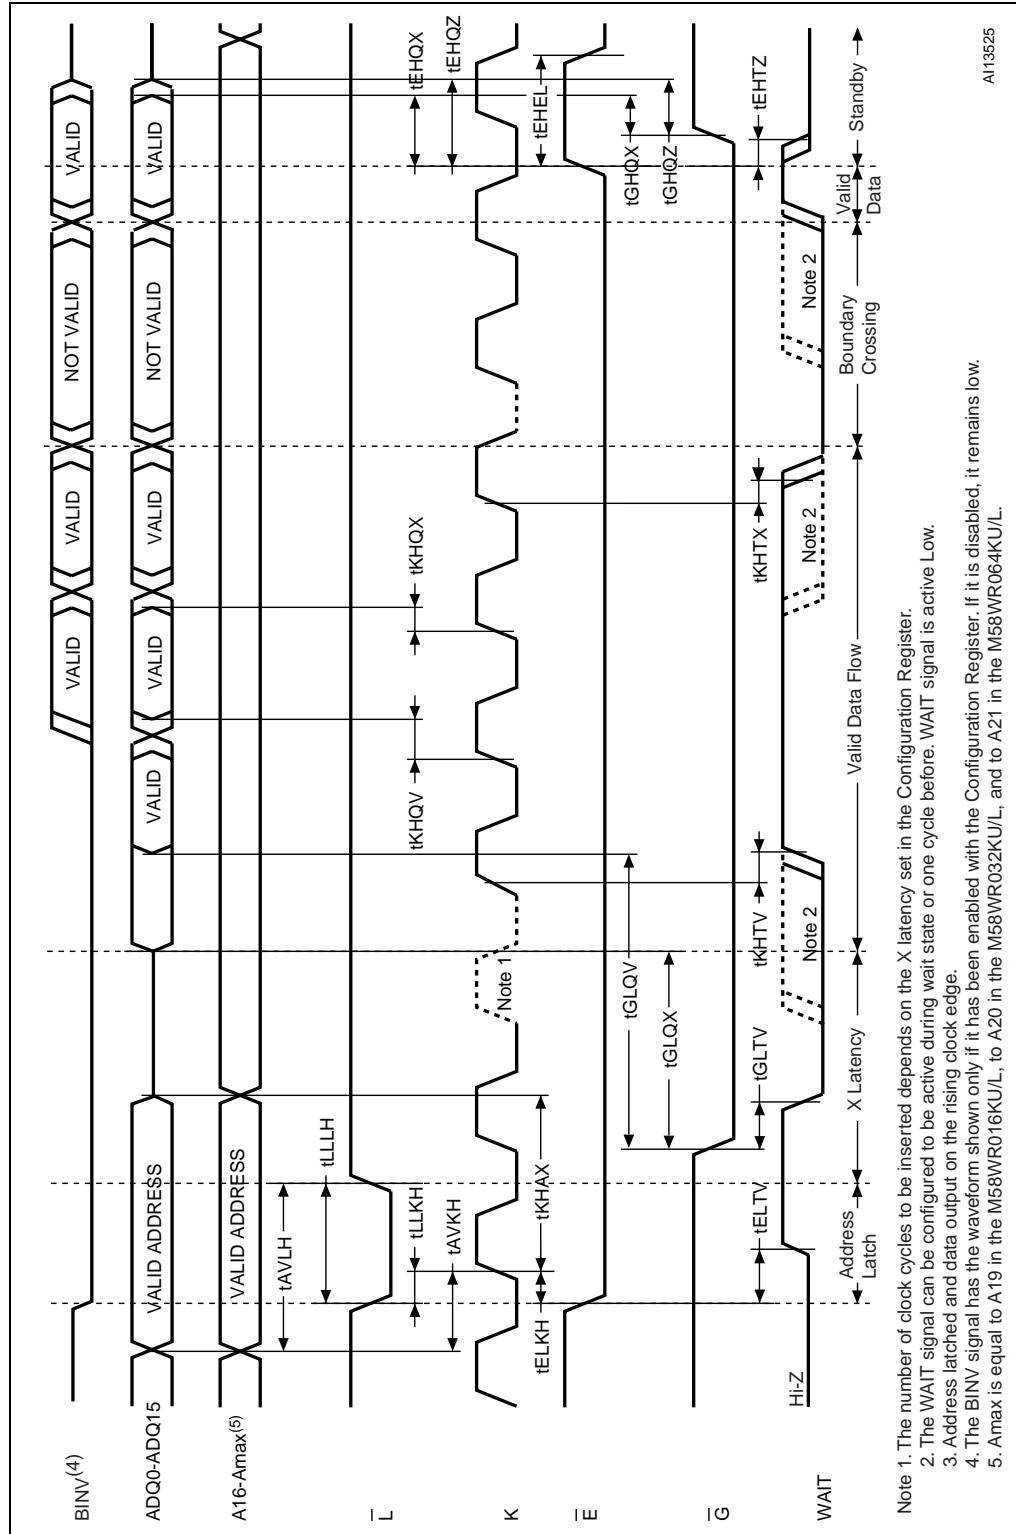 BINV(4)
VALID
VALID
NOT VALID
VALID
ADQ0-ADQ15
VALID ADDRESS
VALID
VALID
VALID
NOT VALID
VALID
A16-Amax(5)
VALID ADDRESS
tAVLH
tLLLH
L
tLLKH
tAVKH
tKHQV
tKHQX
tEHQX
tEHQZ
K
Note 1
tELKH
tKHAX
tEHEL
E
tGLQV
tGLQX
tGHQX
tGHQZ
G
tELTV
tGLTV
tKHTV
tKHTX
tEHTZ
WAIT
Hi-Z
Note 2
Note 2
Note 2
Address
Latch
X Latency
Valid Data Flow
Boundary
Crossing
Valid
Data
Standby
Note 1. The number of clock cycles to be inserted depends on the X latency set in the Configuration Register.
2. The WAIT signal can be configured to be active during wait state or one cycle before. WAIT signal is active Low.
3. Address latched and data output on the rising clock edge.
4. The BINV signal has the waveform shown only if it has been enabled with the Configuration Register. If it is disabled, it remains low.
5. Amax is equal to A19 in the M58WR016KU/L, to A20 in the M58WR032KU/L, and to A21 in the M58WR064KU/L.
AI13525